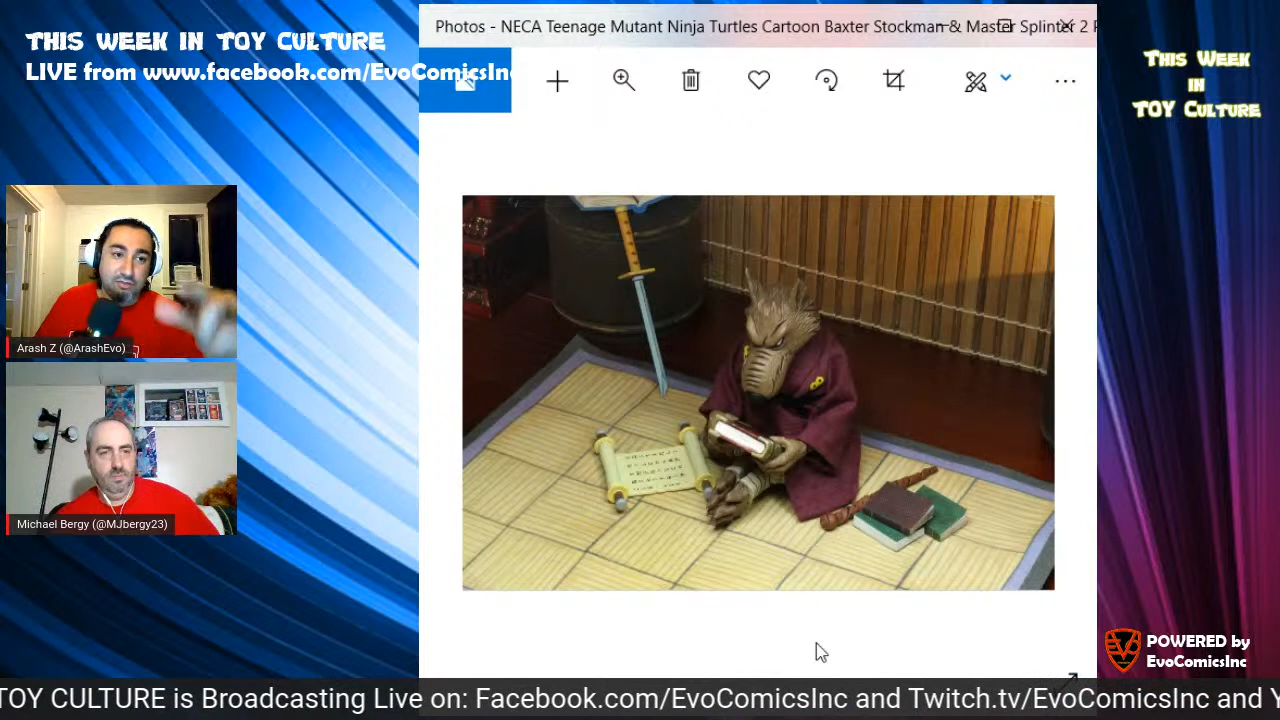 THIS WEEK IN TOY CULTURE
LIVE from www.facebook.com/EvoComicsInc
Photos - NECA Teenage Mutant Ninja Turtles Cartoon Baxter Stockman & Master Splinter 2 P
This Week
in
TOY Culture
Arash Z (@ArashEvo)
Michael Bergy (@MJbergy23)
POWERED by
EvoComicsInc
TOY CULTURE is Broadcasting Live on: Facebook.com/EvoComicsInc and Twitch.tv/EvoComicsInc and Y